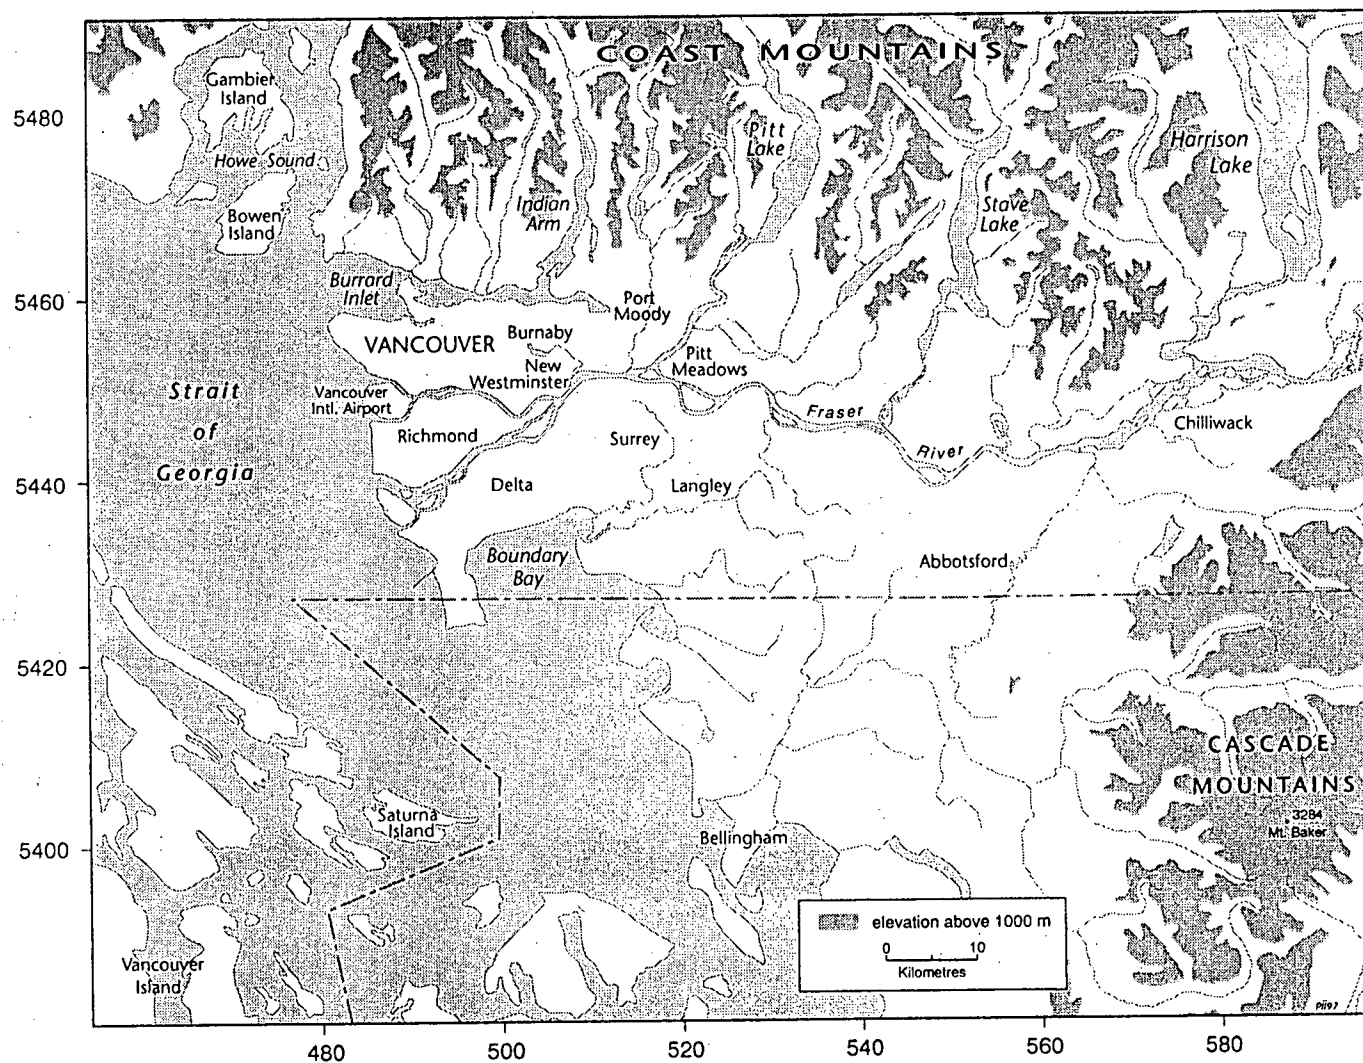 COAST MOUNTAINS
Gambier
Island
5480
Howe Sound
Pitt
Lake
Harrison
Lake
Bowen
Island
Indian
Arm
Stave
Lake
Burrard
Inlet
5460
Port
Moody
VANCOUVER
Burnaby
New
Westminster
Pitt
Meadows
Strait
of
Georgia
Vancouver
Intl. Airport
Fraser
River
Richmond
Surrey
Chilliwack
5440
Delta
Langley
Boundary
Bay
Abbotsford
5420
CASCADE
MOUNTAINS
3284
Mt. Baker
Saturna
Island
5400
Bellingham
elevation above 1000 m
0 10
Kilometres
Vancouver
Island
PII97
480 500 520 540 560 580